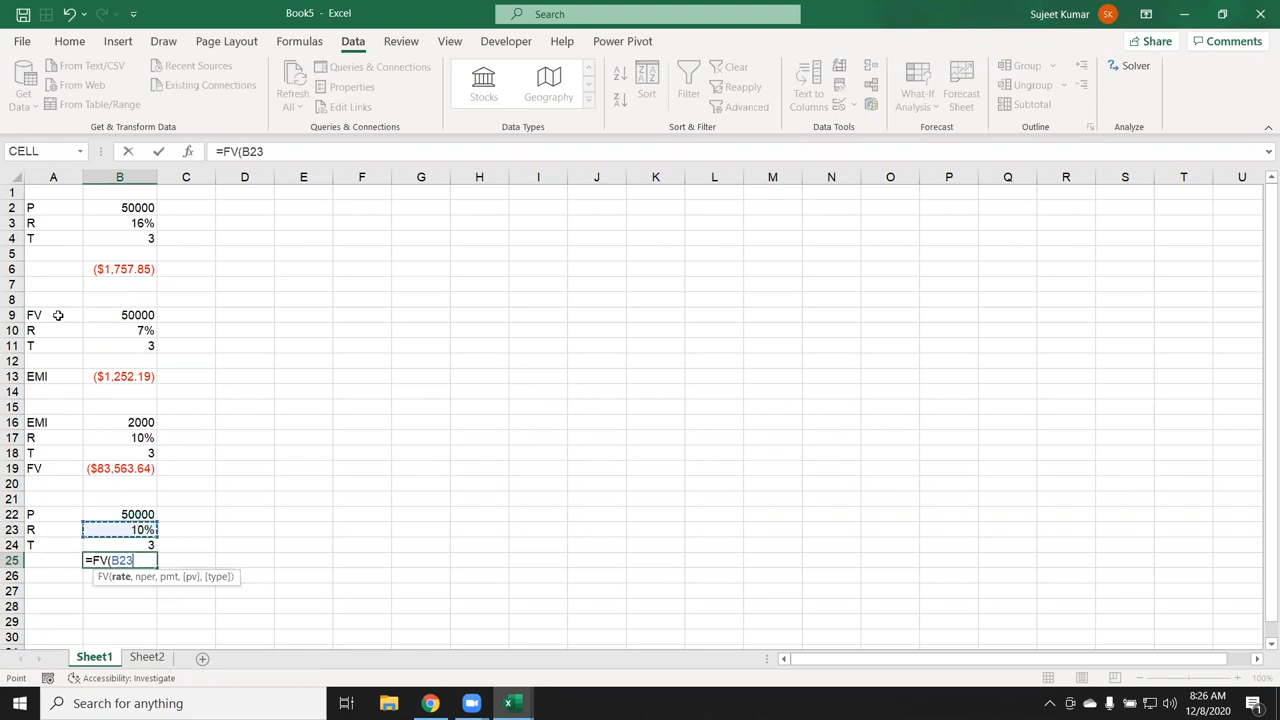 Book5 - Excel
Search
Sujeet Kumar
SK
File
Home
Insert
Draw
Page Layout
Formulas
Data
Review
View
Developer
Help
Power Pivot
Share
Comments
Get
Data
From Text/CSV
From Web
From Table/Range
Recent Sources
Existing Connections
Get & Transform Data
Refresh
All
Queries & Connections
Properties
Edit Links
Queries & Connections
Stocks
Geography
Data Types
Sort
Filter
Clear
Reapply
Advanced
Sort & Filter
Text to
Columns
Data Tools
What-If
Analysis
Forecast
Sheet
Forecast
Group
Ungroup
Subtotal
Outline
Solver
Analyze
CELL
fx
=FV(B23
A B C D E F G H I J K L M N O P Q R S T U
1
2 P 50000
3 R 16%
4 T 3
5
6 ($1,757.85)
7
8
9 FV 50000
10 R 7%
11 T 3
12
13 EMI ($1,252.19)
14
15
16 EMI 2000
17 R 10%
18 T 3
19 FV ($83,563.64)
20
21
22 P 50000
23 R 10%
24 T 3
25 =FV(B23
26 FV(rate, nper, pmt, [pv], [type])
27
28
29
30
Sheet1
Sheet2
Point
Accessibility: Investigate
100%
Search for anything
8:26 AM
12/8/2020